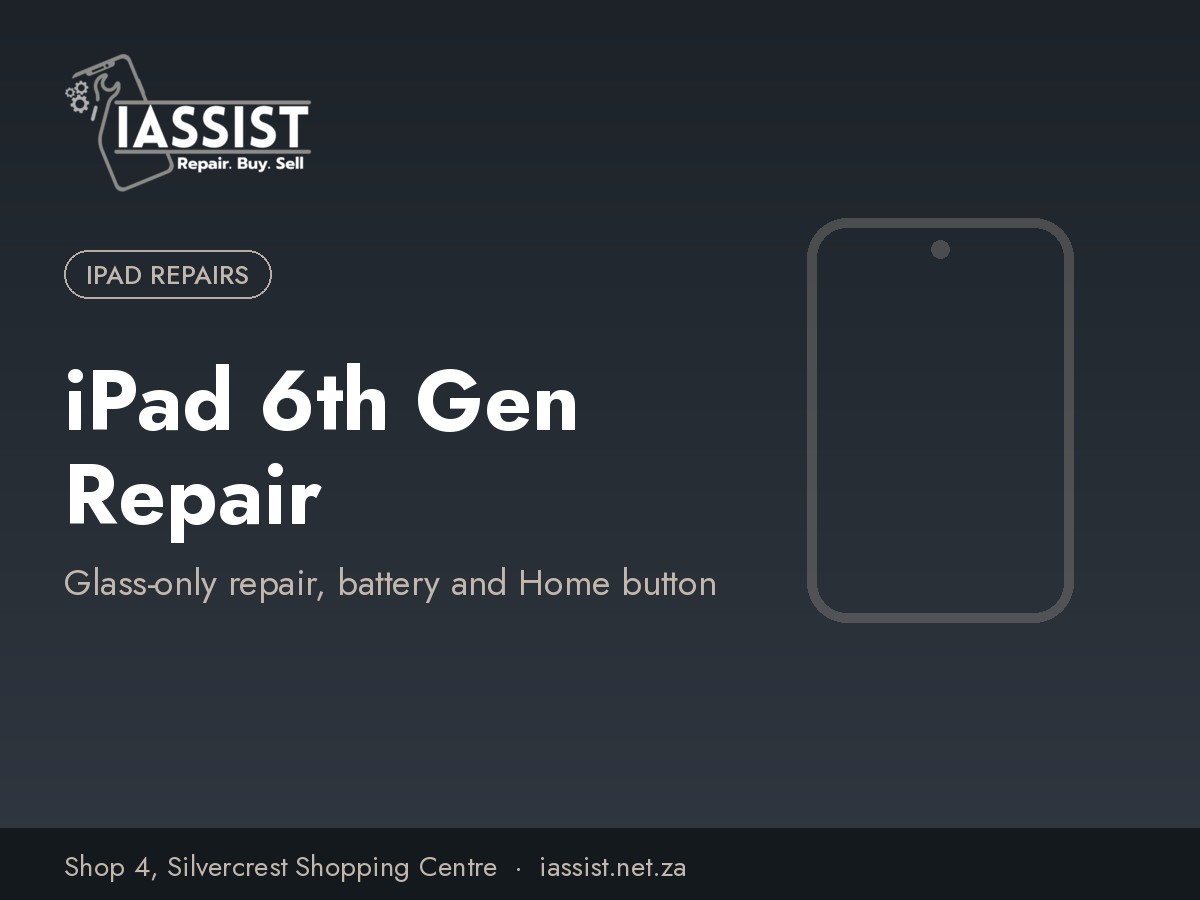 IASSIST
Repair. Buy. Sell
IPAD REPAIRS
iPad 6th Gen
Repair
Glass-only repair, battery and Home button
Shop 4, Silvercrest Shopping Centre · iassist.net.za